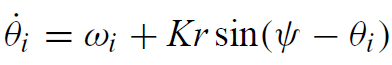 θ̇ᵢ = ωᵢ + Kr sin(ψ − θᵢ)